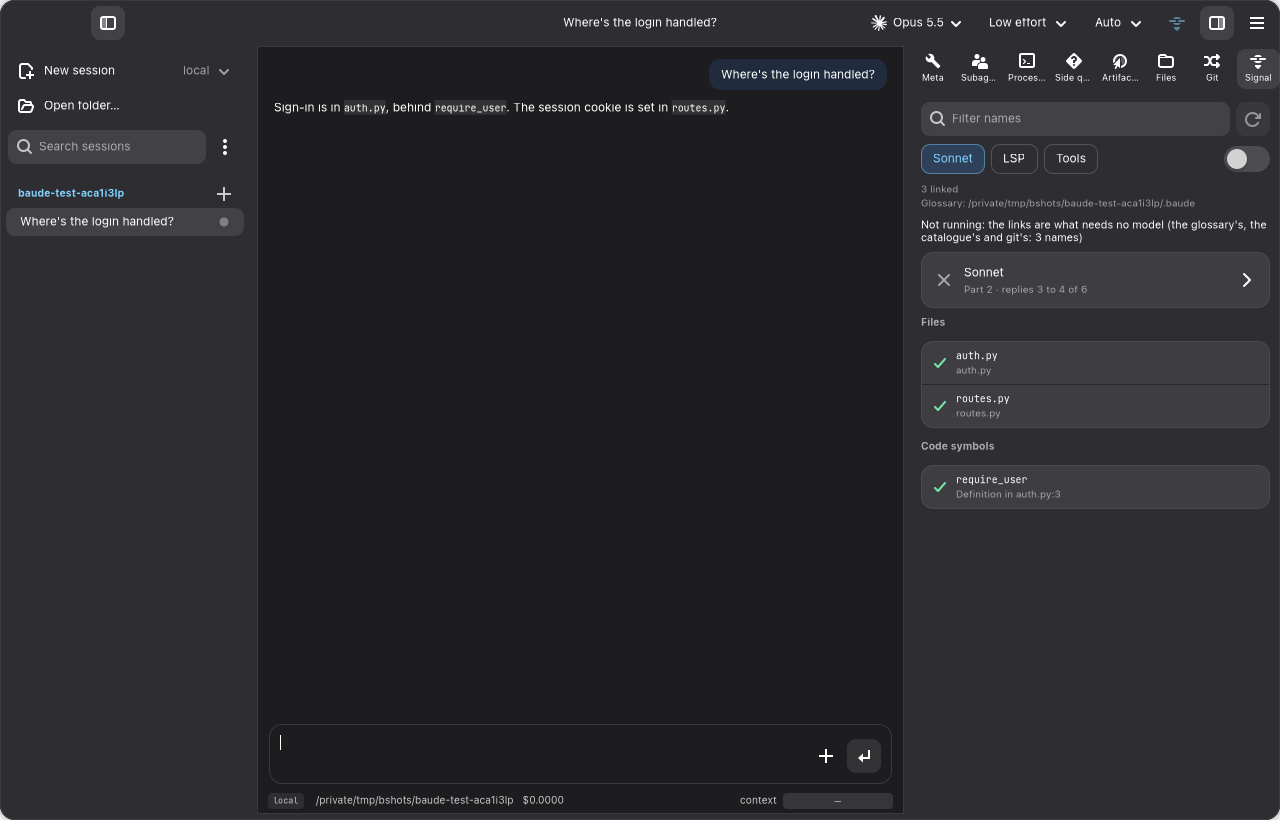 Where's the login handled?
Opus 5.5
Low effort
Auto
New session
local
Open folder...
Search sessions
baude-test-aca1i3lp
Where's the login handled?
Where's the login handled?
Sign-in is in auth.py, behind require_user. The session cookie is set in routes.py.
local
/private/tmp/bshots/baude-test-aca1i3lp
$0.0000
context
–
Meta
Subag...
Proces...
Side q...
Artifac...
Files
Git
Signal
Filter names
Sonnet
LSP
Tools
3 linked
Glossary: /private/tmp/bshots/baude-test-aca1i3lp/.baude
Not running: the links are what needs no model (the glossary's, the
catalogue's and git's: 3 names)
Sonnet
Part 2 - replies 3 to 4 of 6
Files
auth.py
auth.py
routes.py
routes.py
Code symbols
require_user
Definition in auth.py:3